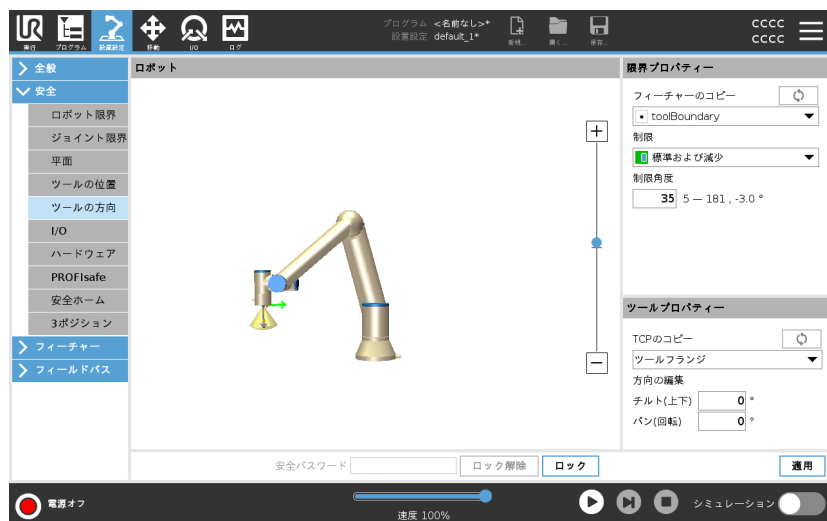 UR
実行
プログラム
設置設定
移動
I/O
ログ
プログラム <名前なし>*
設置設定 default_1*
新規...
開く...
保存...
cccc
cccc
全般
安全
ロボット限界
ジョイント限界
平面
ツールの位置
ツールの方向
I/O
ハードウェア
PROFIsafe
安全ホーム
3ポジション
フィーチャー
フィールドバス
ロボット
+
−
安全パスワード
ロック解除
ロック
限界プロパティー
フィーチャーのコピー
toolBoundary
制限
標準および減少
制限角度
35 5 — 181 , -3.0 °
ツールプロパティー
TCPのコピー
ツールフランジ
方向の編集
チルト(上下) 0 °
パン(回転) 0 °
適用
電源オフ
速度 100%
シミュレーション